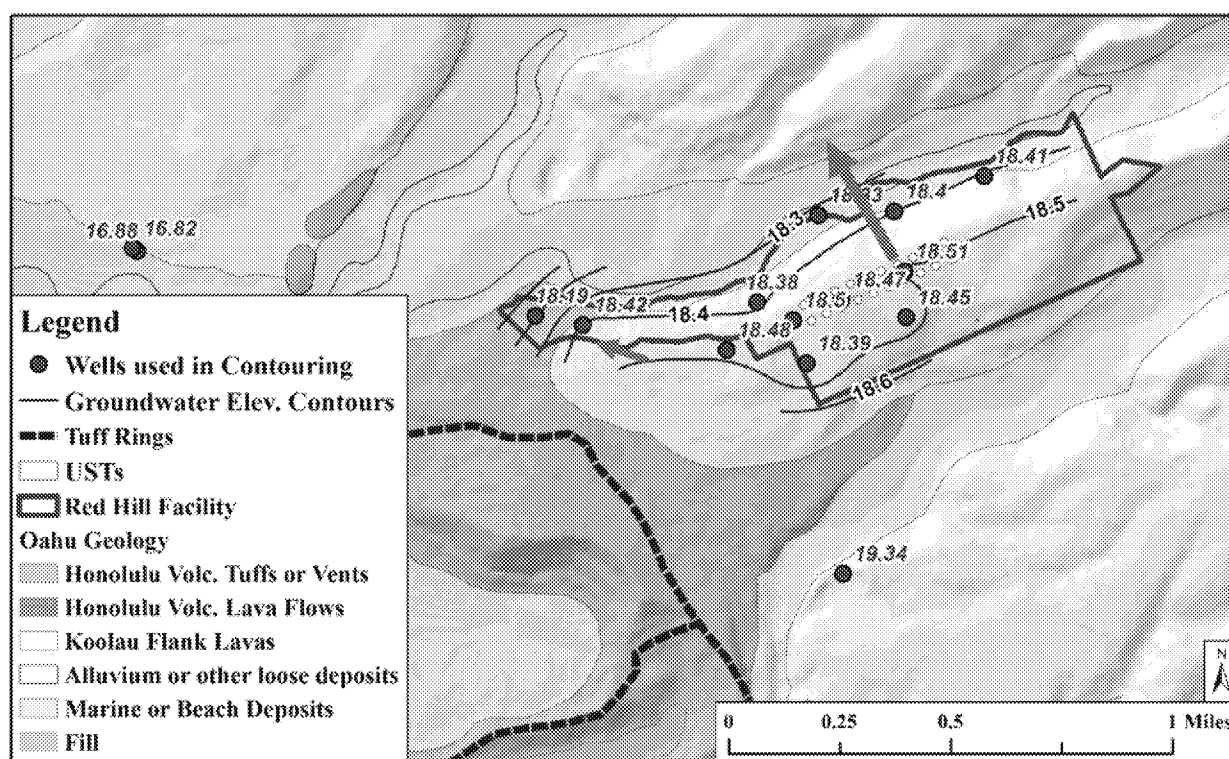 18.41
18.33
18.4
18.3
18.5
16.88 16.82
18.51
18.47
18.38
18.19
18.42
18.5
18.45
18.4
18.48
18.39
18.6
19.34
Legend
Wells used in Contouring
Groundwater Elev. Contours
Tuff Rings
USTs
Red Hill Facility
Oahu Geology
Honolulu Volc. Tuffs or Vents
Honolulu Volc. Lava Flows
Koolau Flank Lavas
Alluvium or other loose deposits
Marine or Beach Deposits
Fill
N
0 0.25 0.5 1 Miles